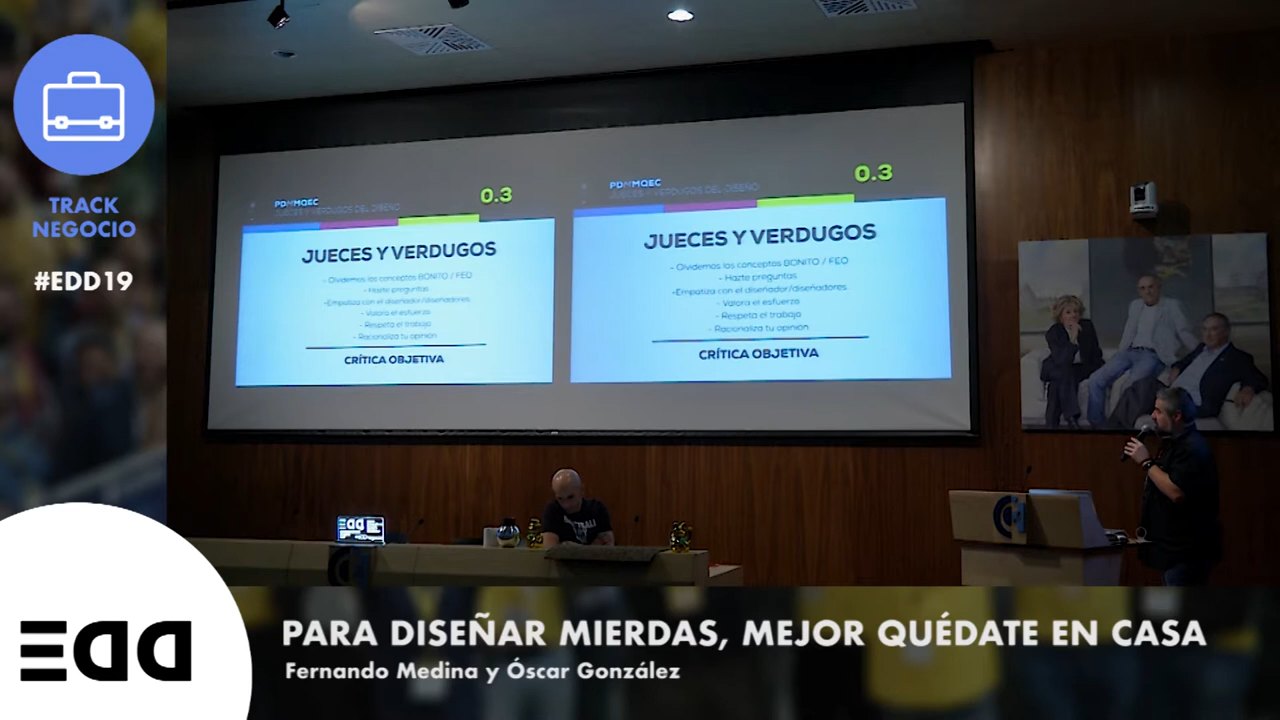 TRACK
NEGOCIO
#EDD19
PDMMQEC
JUECES Y VERDUGOS DEL DISEÑO
0.3
JUECES Y VERDUGOS
- Olvidemos los conceptos BONITO / FEO
- Hazte preguntas
-Empatiza con el diseñador/diseñadores
- Valora el esfuerzo
- Respeta el trabajo
- Racionaliza tu opinión
CRÍTICA OBJETIVA
PDMMQEC
JUECES Y VERDUGOS DEL DISEÑO
0.3
JUECES Y VERDUGOS
- Olvidemos los conceptos BONITO / FEO
- Hazte preguntas
-Empatiza con el diseñador/diseñadores
- Valora el esfuerzo
- Respeta el trabajo
- Racionaliza tu opinión
CRÍTICA OBJETIVA
EDD
EDD
PARA DISEÑAR MIERDAS, MEJOR QUÉDATE EN CASA
Fernando Medina y Óscar González